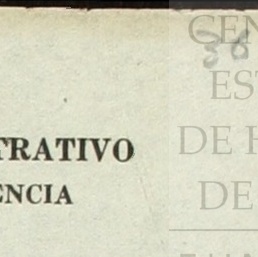 TRATIVO
ENCIA
CEN
EST
DE H
DE